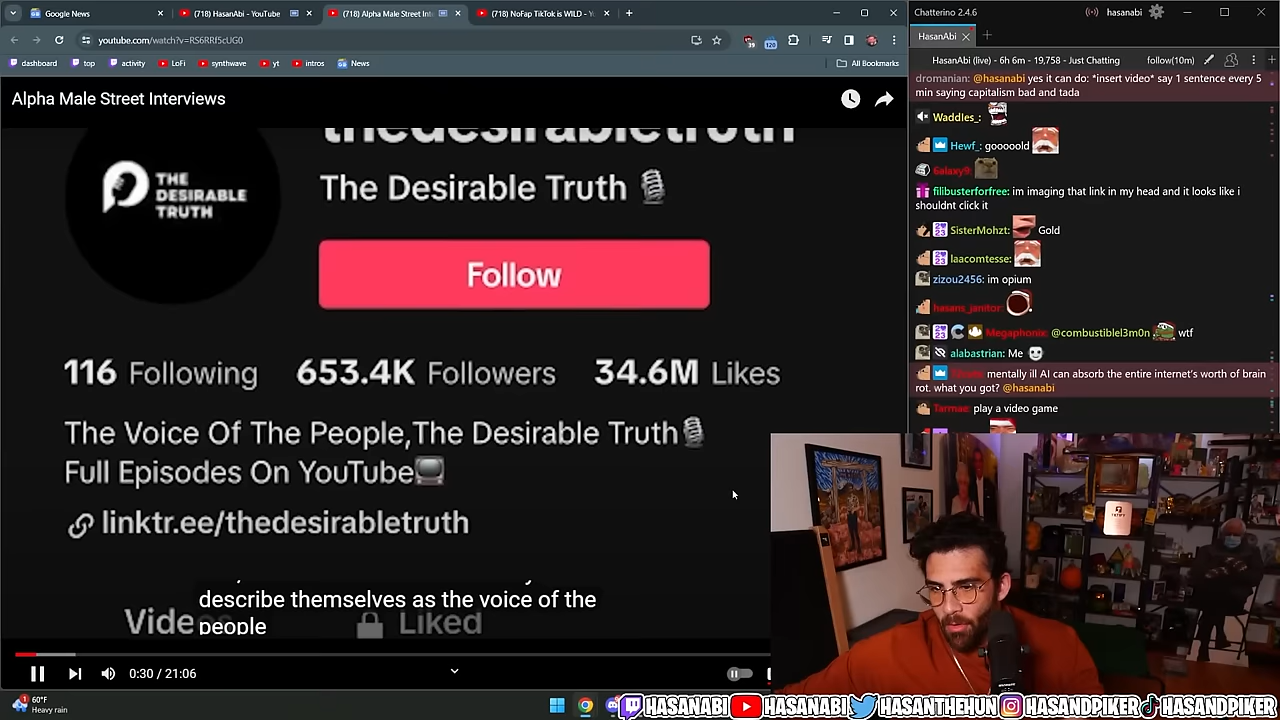 Google News
(718) HasanAbi - YouTube
(718) Alpha Male Street Inte
(718) NoFap TikTok is WILD - Y
youtube.com/watch?v=RS6RRf5cUG0
39
120
dashboard
top
activity
LoFi
synthwave
yt
intros
News
All Bookmarks
Alpha Male Street Interviews
thedesirabletruth
THE
DESIRABLE
TRUTH
The Desirable Truth
Follow
116 Following
653.4K Followers
34.6M Likes
The Voice Of The People,The Desirable Truth
Full Episodes On YouTube
linktr.ee/thedesirabletruth
describe themselves as the voice of the
people
Vide
Liked
0:30 / 21:06
60°F
Heavy rain
Chatterino 2.4.6
hasanabi
HasanAbi
HasanAbi (live) - 6h 6m - 19,758 - Just Chatting
follow(10m)
dromanian: @hasanabi yes it can do: *insert video* say 1 sentence every 5
min saying capitalism bad and tada
Waddles_:
Hewf_: gooooold
6alaxy9:
filibusterforfree: im imaging that link in my head and it looks like i
shouldnt click it
SisterMohzt: Gold
laacomtesse:
zizou2456: im opium
hasans_janitor:
Megaphonix: @combustiblel3m0n wtf
alabastrian: Me
mentally ill AI can absorb the entire internet's worth of brain
rot. what you got? @hasanabi
Tarmae: play a video game
HASANABI
HASANABI
HASANTHEHUN
HASANDPIKER
HASANDPIKER